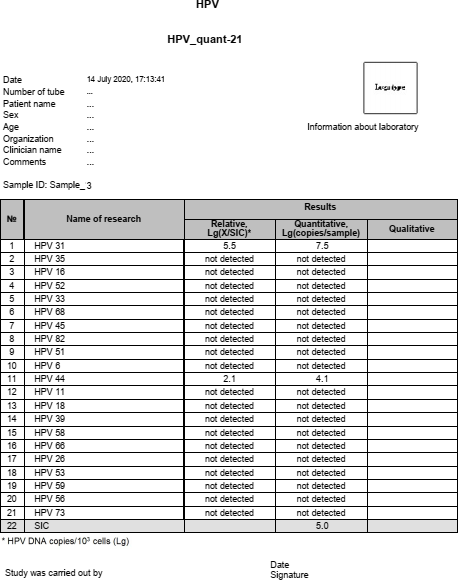 HPV
HPV_quant-21
Date 14 July 2020, 17:13:41
Number of tube ...
Patient name ...
Sex ...
Age ...
Organization ...
Clinician name ...
Comments ...
Logotype
Information about laboratory
Sample ID: Sample_3
№ Name of research Results
Relative, Lg(X/SIC)* Quantitative, Lg(copies/sample) Qualitative
1 HPV 31 5.5 7.5
2 HPV 35 not detected not detected
3 HPV 16 not detected not detected
4 HPV 52 not detected not detected
5 HPV 33 not detected not detected
6 HPV 68 not detected not detected
7 HPV 45 not detected not detected
8 HPV 82 not detected not detected
9 HPV 51 not detected not detected
10 HPV 6 not detected not detected
11 HPV 44 2.1 4.1
12 HPV 11 not detected not detected
13 HPV 18 not detected not detected
14 HPV 39 not detected not detected
15 HPV 58 not detected not detected
16 HPV 66 not detected not detected
17 HPV 26 not detected not detected
18 HPV 53 not detected not detected
19 HPV 59 not detected not detected
20 HPV 56 not detected not detected
21 HPV 73 not detected not detected
22 SIC 5.0
* HPV DNA copies/10³ cells (Lg)
Study was carried out by
Date
Signature